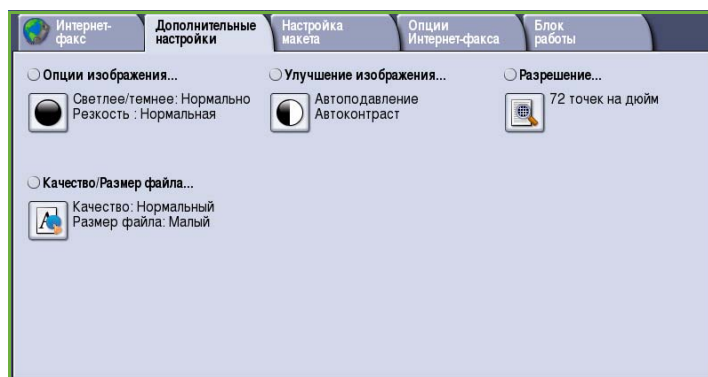 Интернет-
факс
Дополнительные
настройки
Настройка
макета
Опции
Интернет-факса
Блок
работы
Опции изображения...
Светлее/темнее: Нормально
Резкость : Нормальная
Улучшение изображения...
Автоподавление
Автоконтраст
Разрешение...
72 точек на дюйм
Качество/Размер файла...
Качество: Нормальный
Размер файла: Малый